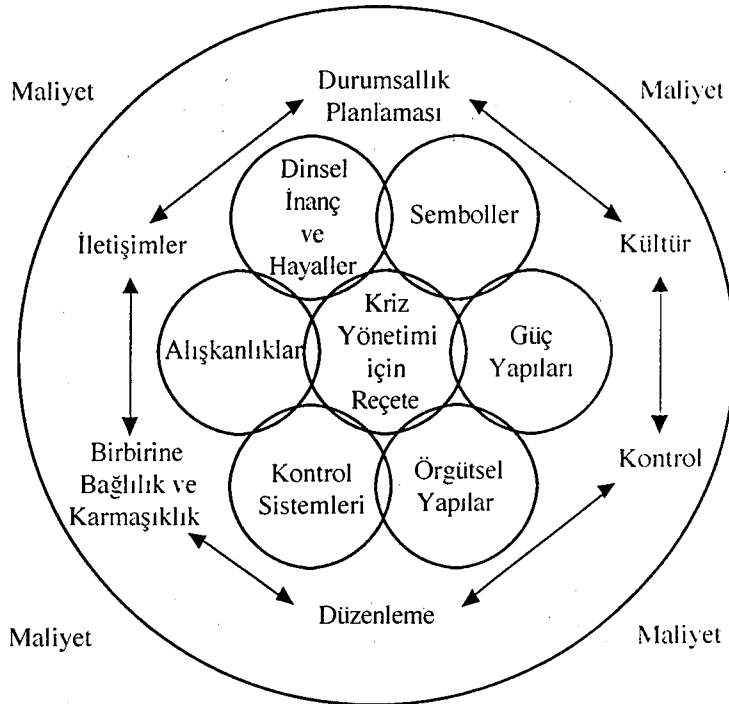 Maliyet
Durumsallık
Planlaması
Maliyet
Dinsel
İnanç
ve
Hayaller
Semboller
İletişimler
Kültür
Alışkanlıklar
Kriz
Yönetimi
için
Reçete
Güç
Yapıları
Birbirine
Bağlılık ve
Karmaşıklık
Kontrol
Sistemleri
Örgütsel
Yapılar
Kontrol
Düzenleme
Maliyet
Maliyet